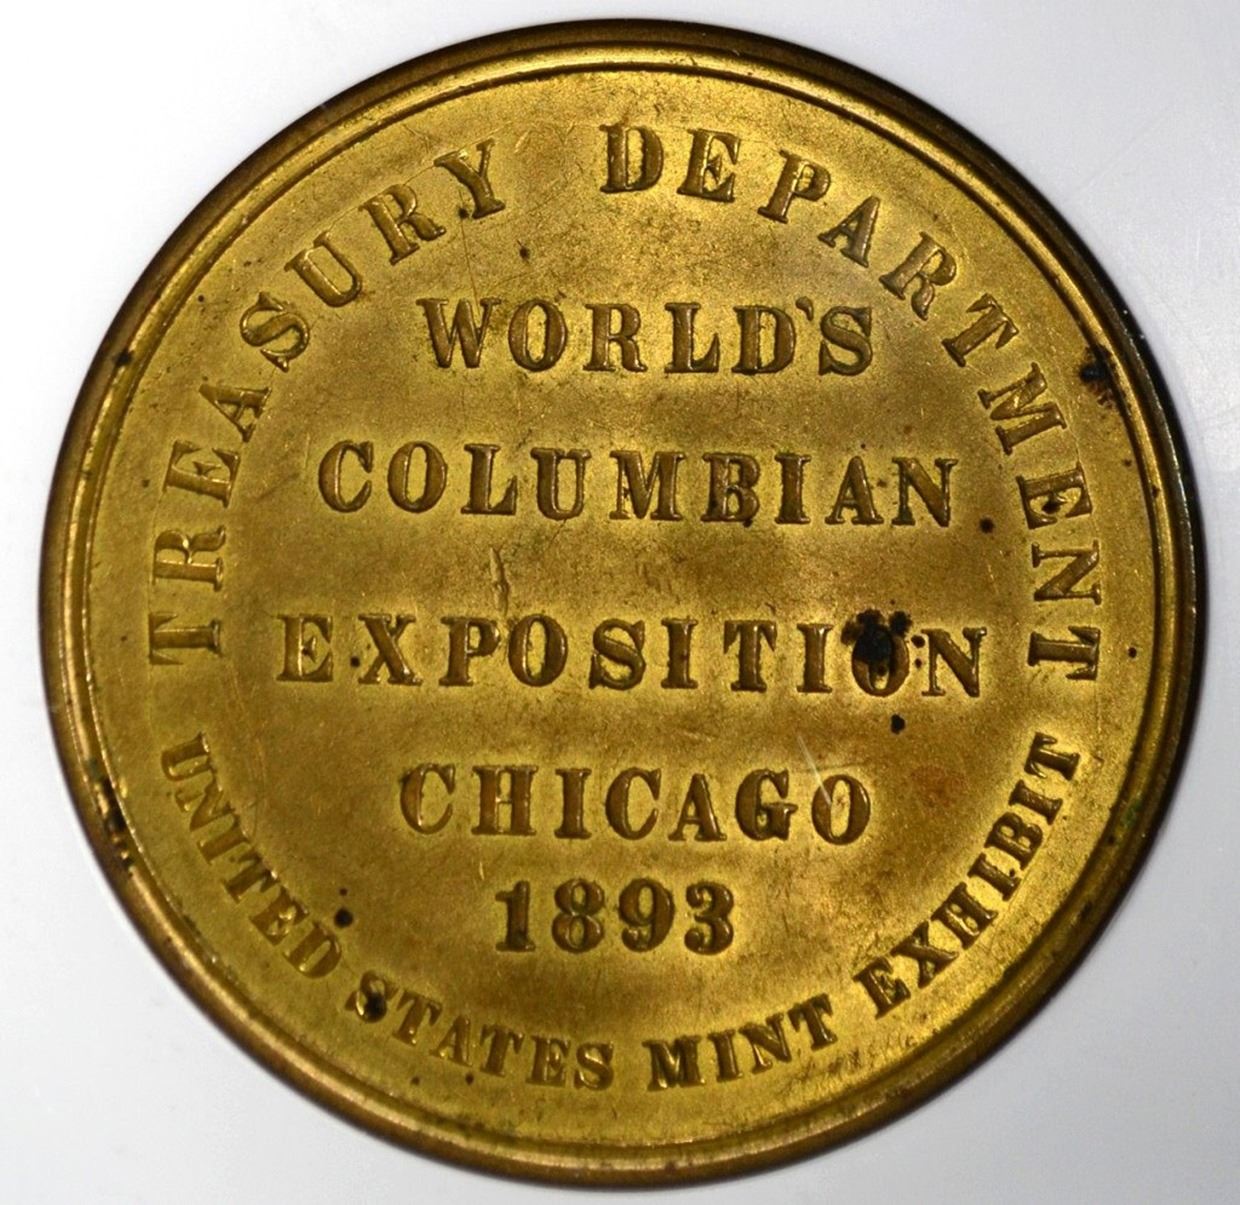 TREASURY DEPARTMENT
WORLD'S
COLUMBIAN
EXPOSITION
CHICAGO
1893
UNITED STATES MINT EXHIBIT